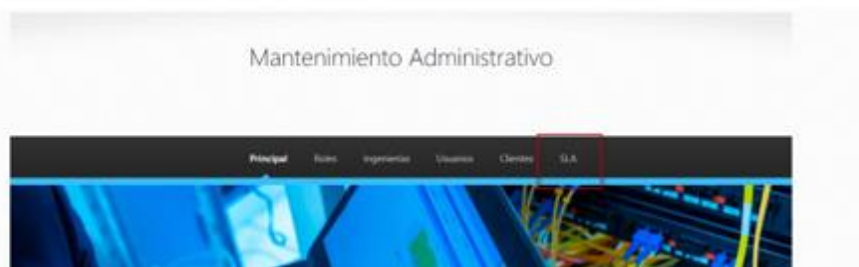 Mantenimiento Administrativo
Principal Roles Ingenierías Usuarios Clientes SLA